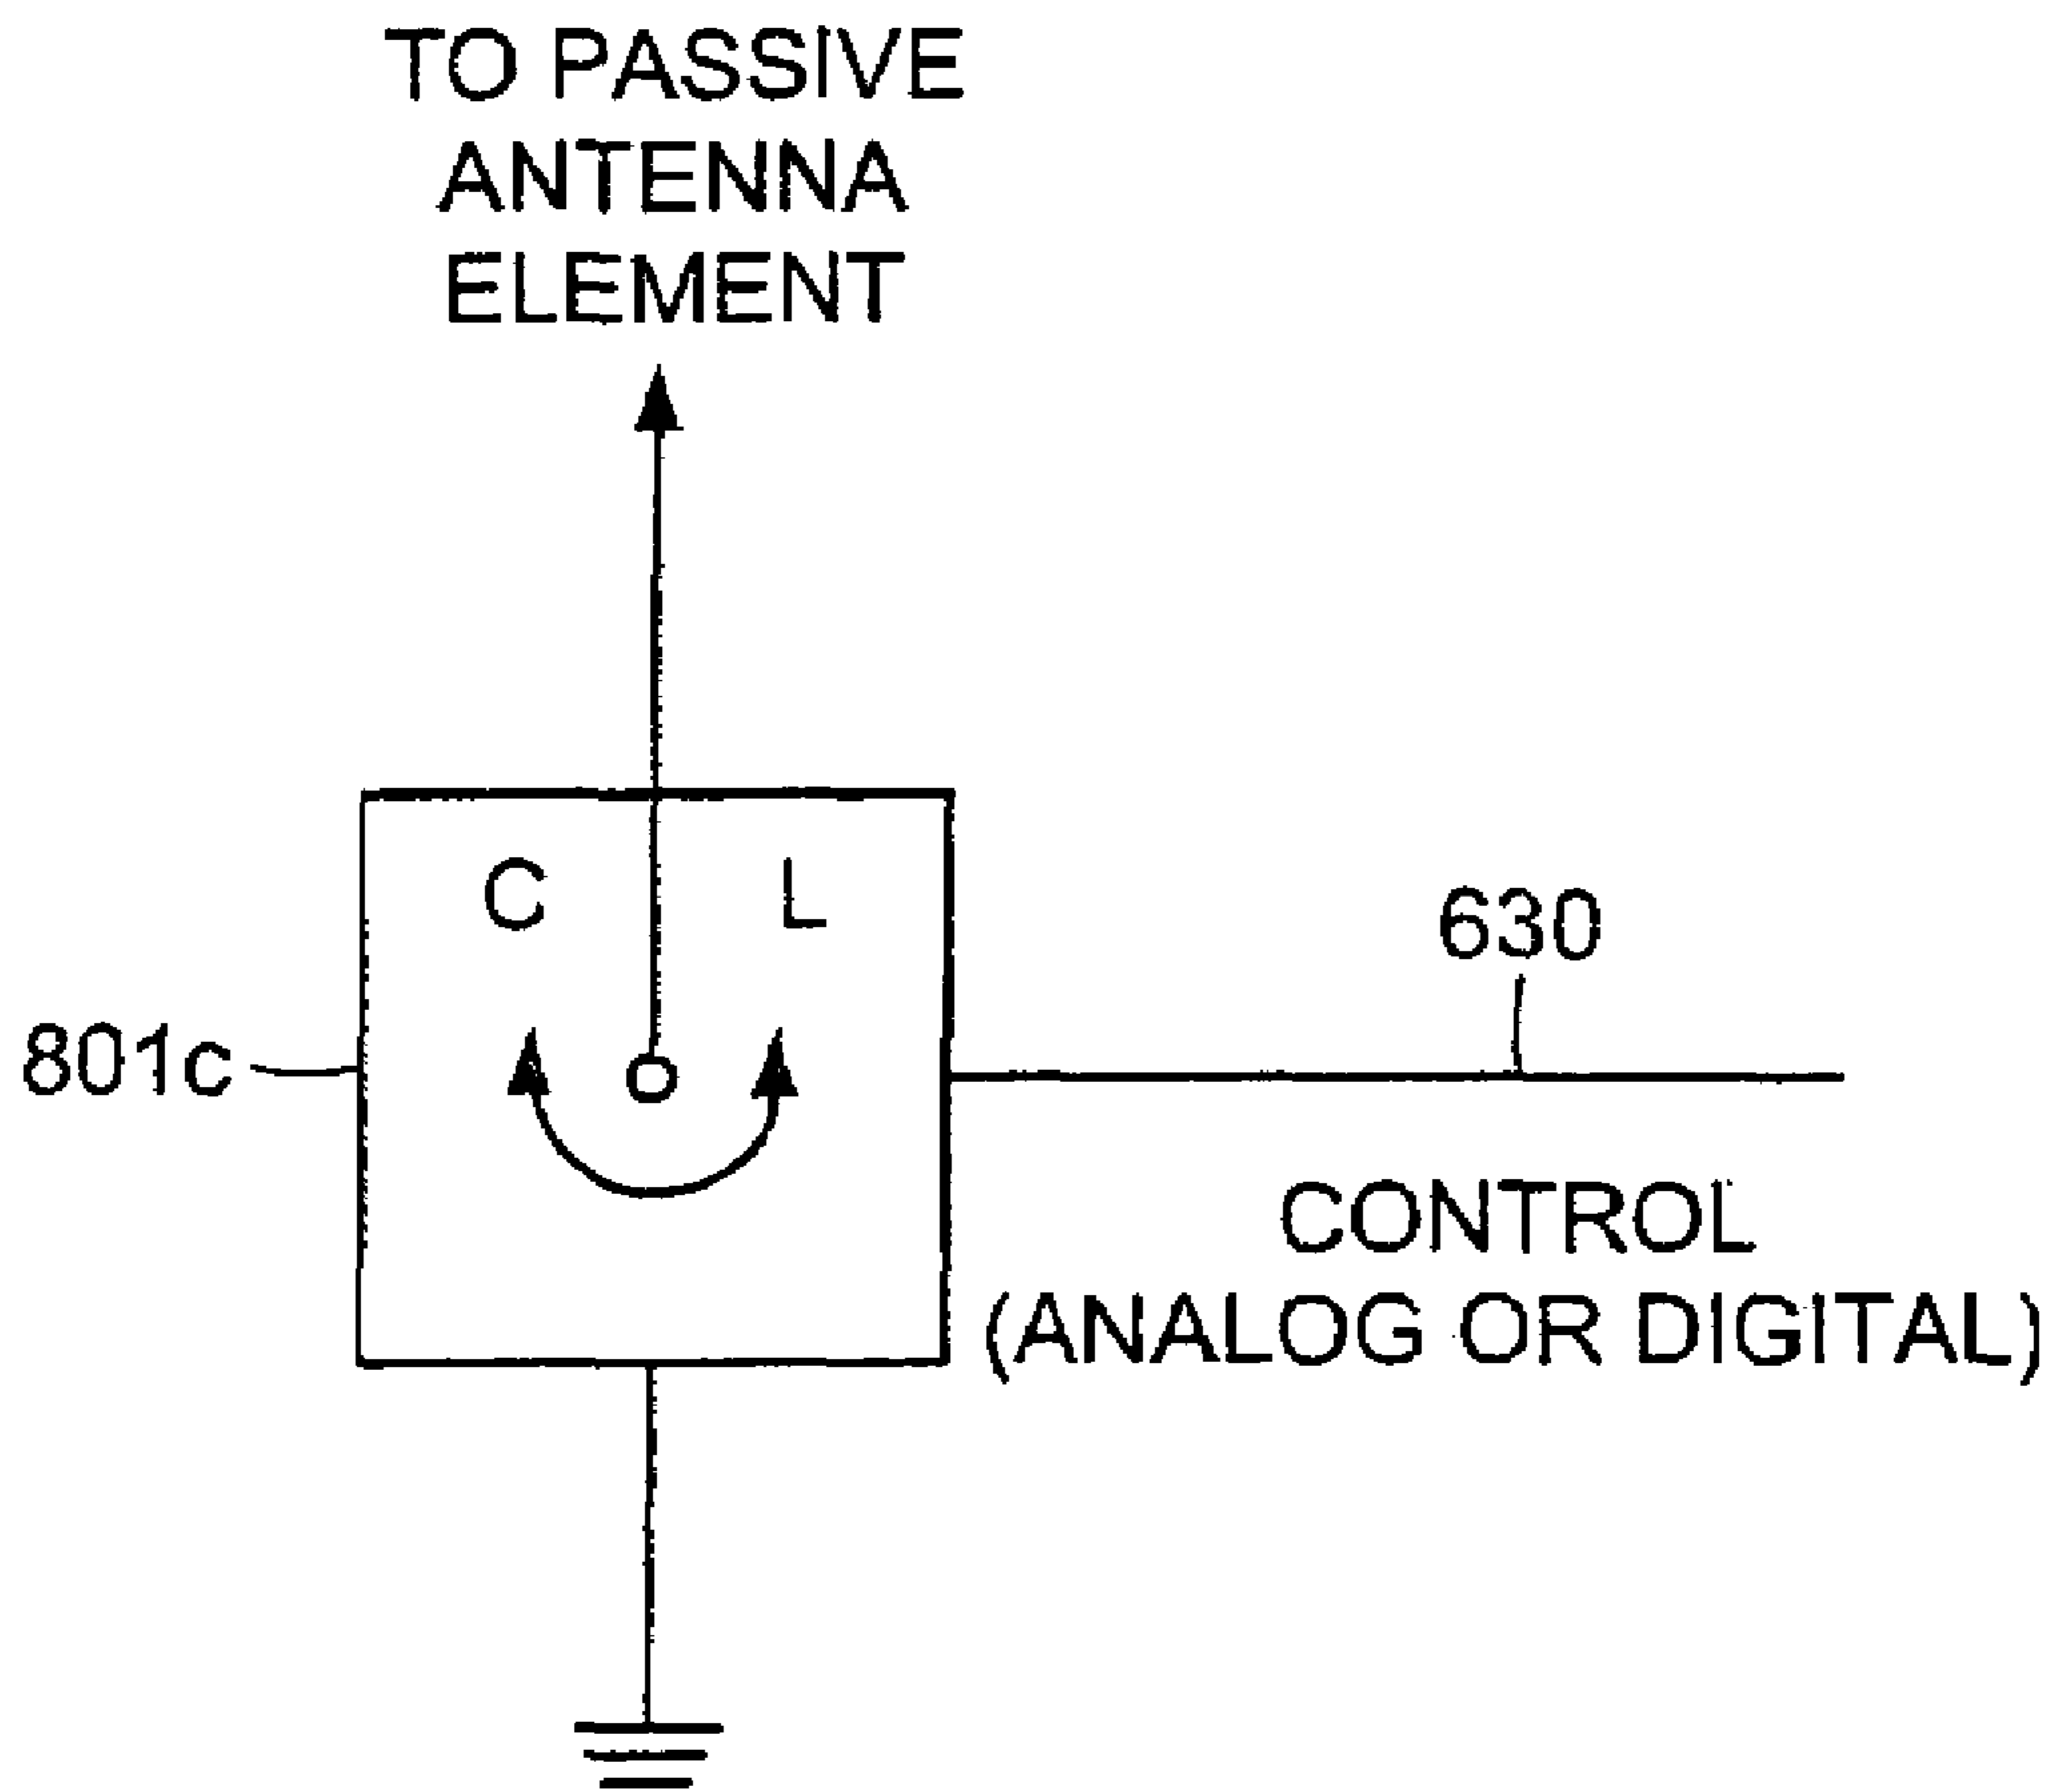 TO PASSIVE
ANTENNA
ELEMENT
C L
630
801c
CONTROL
(ANALOG OR DIGITAL)